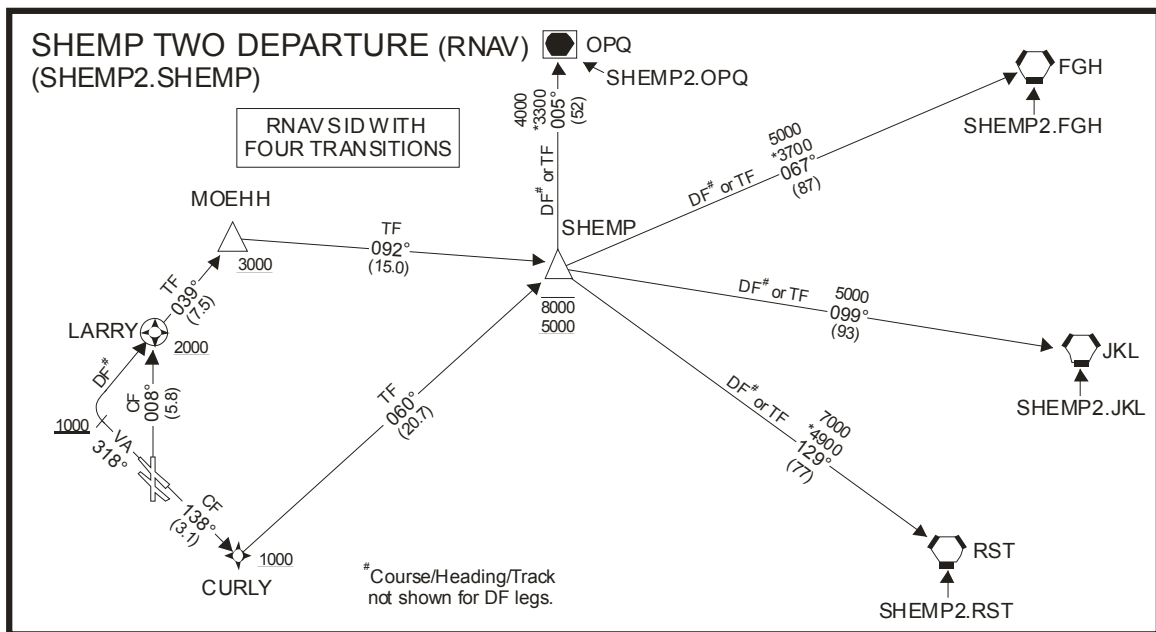 SHEMP TWO DEPARTURE (RNAV)
(SHEMP2.SHEMP)
OPQ
SHEMP2.OPQ
FGH
SHEMP2.FGH
RNAV SID WITH
FOUR TRANSITIONS
4000
*3300
005°
(52)
DF# or TF
5000
*3700
067°
(87)
DF# or TF
MOEHH
3000
TF
092°
(15.0)
SHEMP
8000
5000
TF
039°
(7.5)
LARRY
2000
DF#
CF
008°
(5.8)
1000
VA
318°
CF
138°
(3.1)
TF
060°
(20.7)
DF# or TF
5000
099°
(93)
JKL
SHEMP2.JKL
DF#
or TF
7000
*4900
129°
(77)
RST
SHEMP2.RST
1000
CURLY
#Course/Heading/Track
not shown for DF legs.